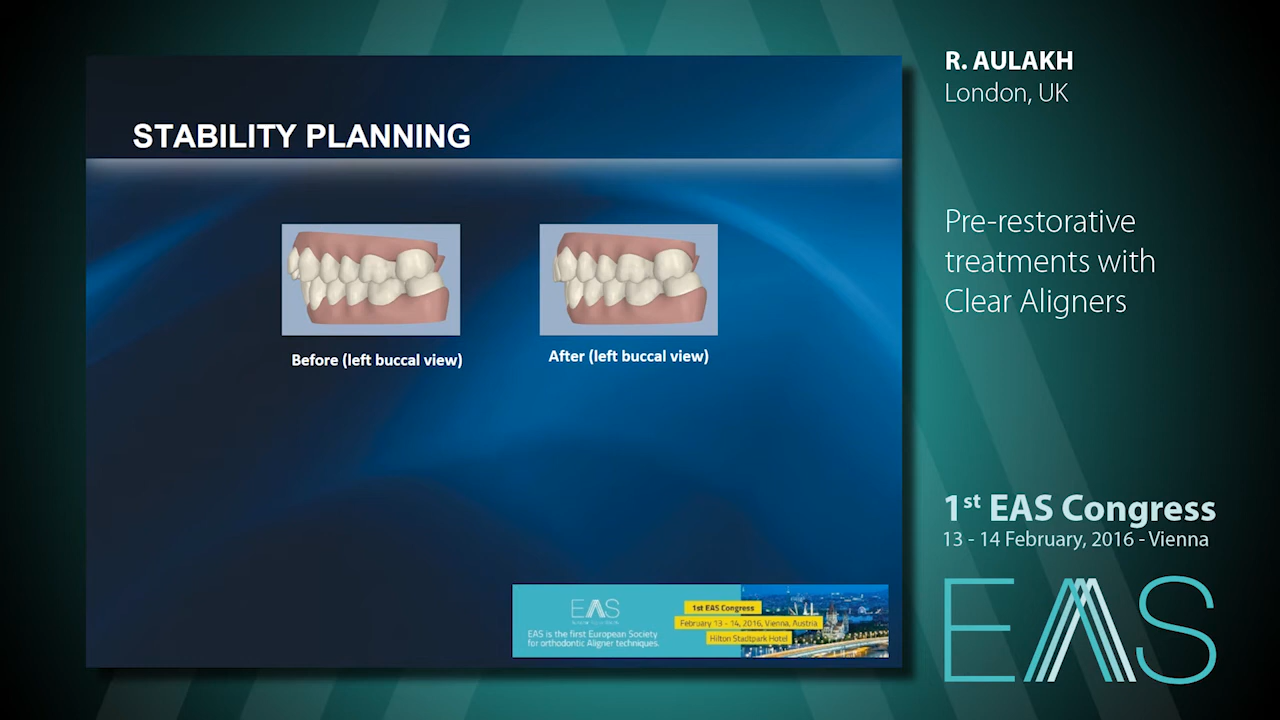 STABILITY PLANNING
Before (left buccal view)
After (left buccal view)
EAS
EAS is the first European Society
for orthodontic Aligner techniques.
1st EAS Congress
February 13 - 14, 2016, Vienna, Austria
Hilton Stadtpark Hotel
R. AULAKH
London, UK
Pre-restorative
treatments with
Clear Aligners
1st EAS Congress
13 - 14 February, 2016 - Vienna
EAS